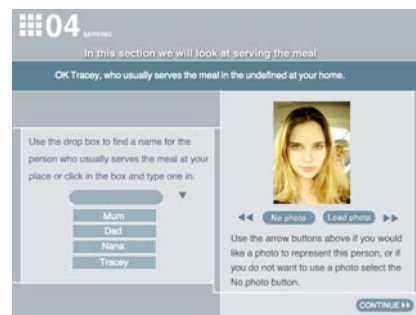 04 SERVING
In this section we will look at serving the meal
OK Tracey, who usually serves the meal in the undefined at your home.
Use the drop box to find a name for the
person who usually serves the meal at your
place or click in the box and type one in.
Mum
Dad
Nana
Tracey
No photo Load photo
Use the arrow buttons above if you would
like a photo to represent this person, or if
you do not want to use a photo select the
No photo button.
CONTINUE